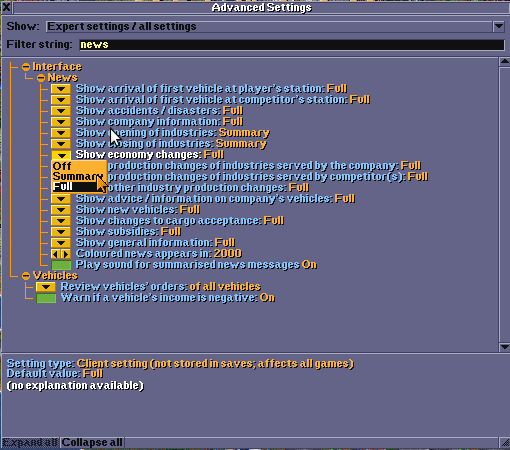 Advanced Settings
Show: Expert settings / all settings
Filter string: news
Interface
News
Show arrival of first vehicle at player's station: Full
Show arrival of first vehicle at competitor's station: Full
Show accidents / disasters: Full
Show company information: Full
Show opening of industries: Summary
Show closing of industries: Summary
Show economy changes: Full
Off production changes of industries served by the company: Full
Summary production changes of industries served by competitor(s): Full
Full other industry production changes: Full
Show advice / information on company's vehicles: Full
Show new vehicles: Full
Show changes to cargo acceptance: Full
Show subsidies: Full
Show general information: Full
Coloured news appears in: 2000
Play sound for summarised news messages On
Vehicles
Review vehicles' orders: of all vehicles
Warn if a vehicle's income is negative: On
Setting type: Client setting (not stored in saves; affects all games)
Default value: Full
(no explanation available)
Expand all Collapse all